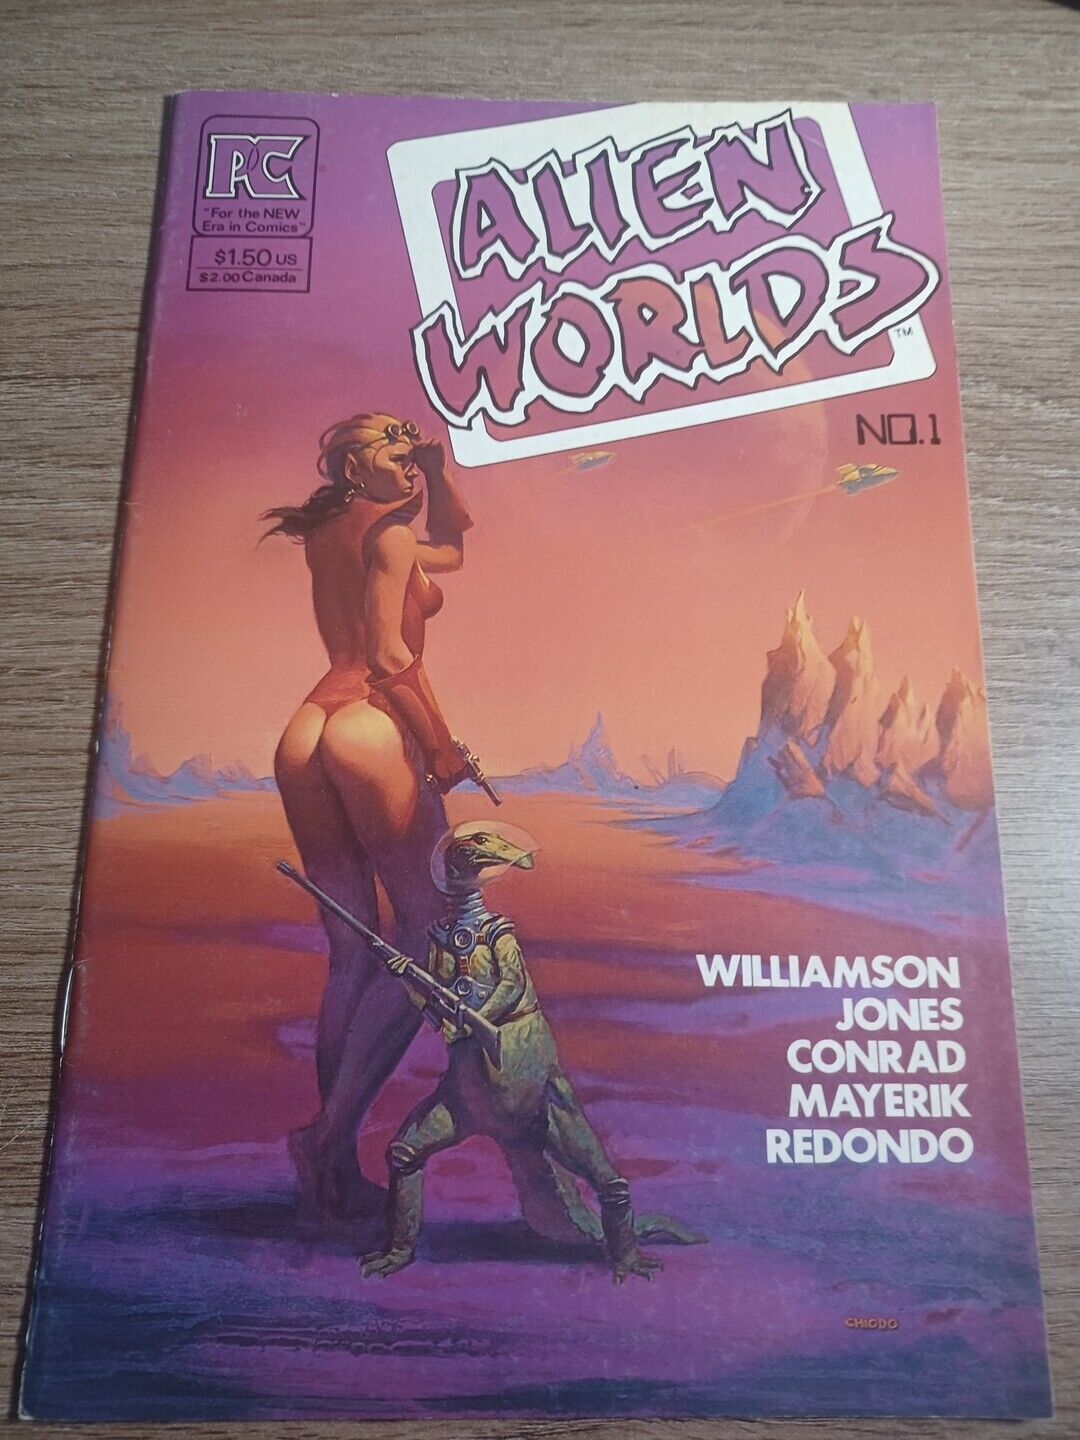 PC
"For the NEW
Era in Comics"
$1.50 US
$2.00 Canada
ALIEN
WORLDS
TM
NO.1
WILLIAMSON
JONES
CONRAD
MAYERIK
REDONDO
CHIODO